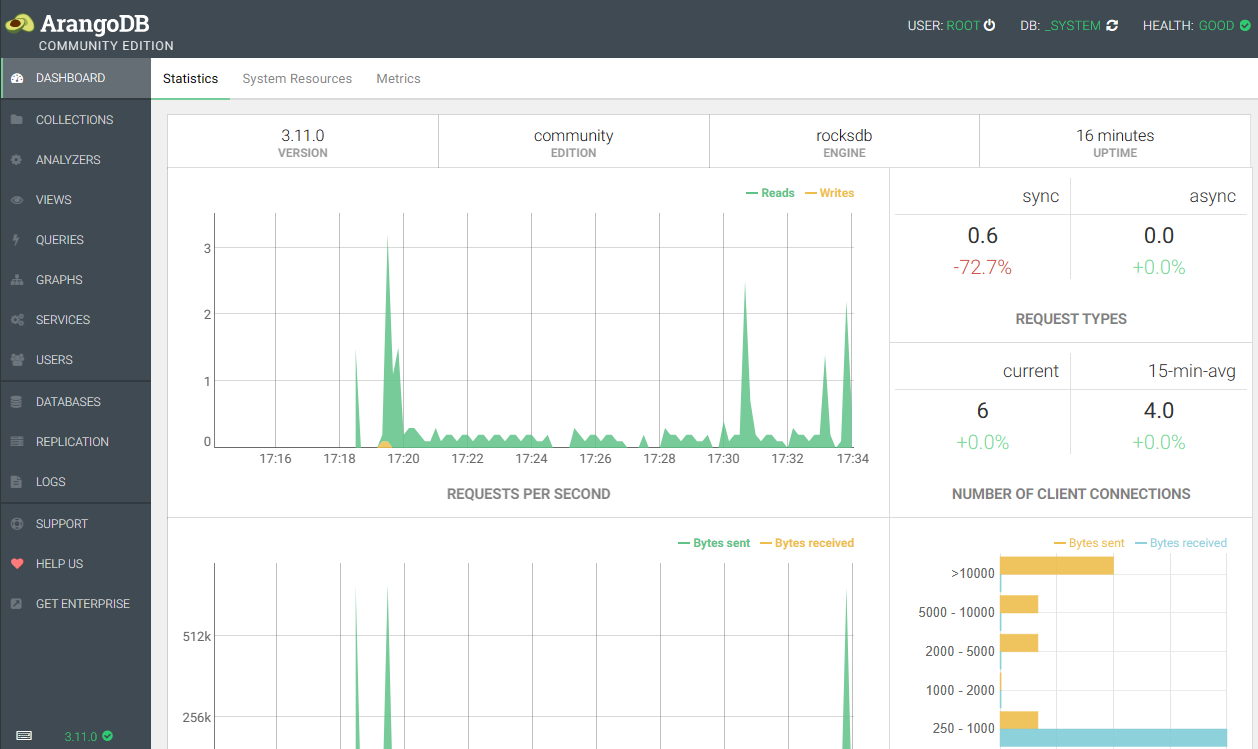 ArangoDB
COMMUNITY EDITION
USER: ROOT DB: _SYSTEM HEALTH: GOOD
DASHBOARD
COLLECTIONS
ANALYZERS
VIEWS
QUERIES
GRAPHS
SERVICES
USERS
DATABASES
REPLICATION
LOGS
SUPPORT
HELP US
GET ENTERPRISE
3.11.0
Statistics System Resources Metrics
3.11.0 community rocksdb 16 minutes
VERSION EDITION ENGINE UPTIME
Reads Writes
3
2
1
0
17:16 17:18 17:20 17:22 17:24 17:26 17:28 17:30 17:32 17:34
REQUESTS PER SECOND
sync async
0.6 0.0
-72.7% +0.0%
REQUEST TYPES
current 15-min-avg
6 4.0
+0.0% +0.0%
NUMBER OF CLIENT CONNECTIONS
Bytes sent Bytes received
512k
256k
Bytes sent Bytes received
>10000
5000 - 10000
2000 - 5000
1000 - 2000
250 - 1000